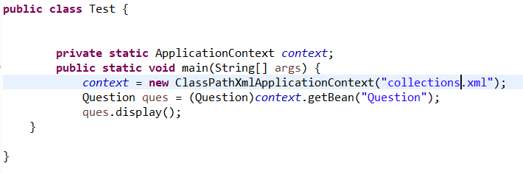 public class Test {
private static ApplicationContext context;
public static void main(String[] args) {
context = new ClassPathXmlApplicationContext("collections.xml");
Question ques = (Question)context.getBean("Question");
ques.display();
}
}